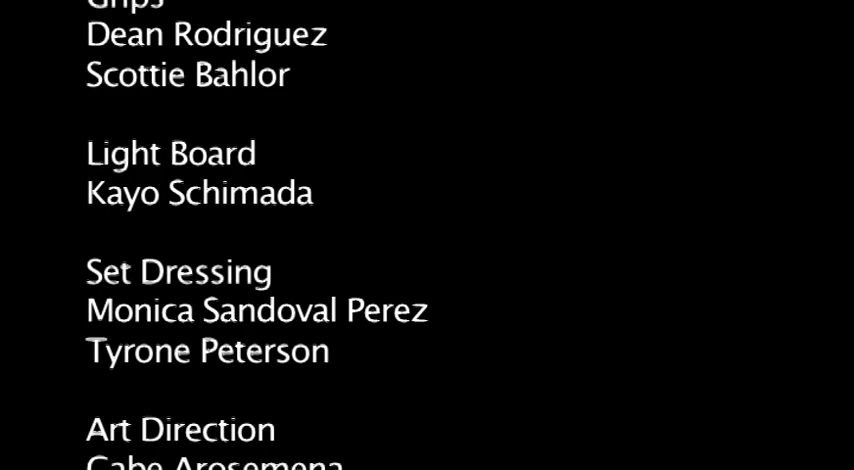 Grips
Dean Rodriguez
Scottie Bahlor
Light Board
Kayo Schimada
Set Dressing
Monica Sandoval Perez
Tyrone Peterson
Art Direction
Arosemena